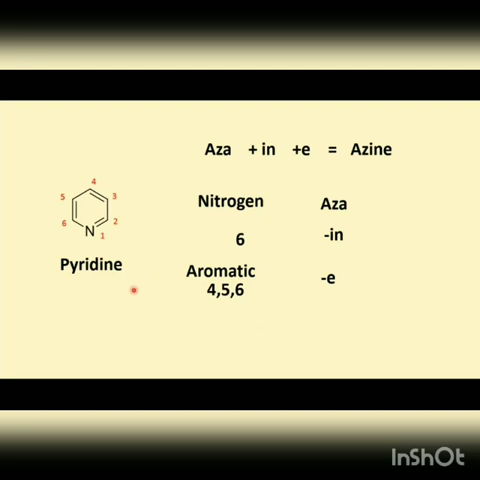 Aza + in + e = Azine
4
5 3
6 2
N 1
Pyridine
Nitrogen Aza
6 -in
Aromatic -e
4,5,6
InShOt